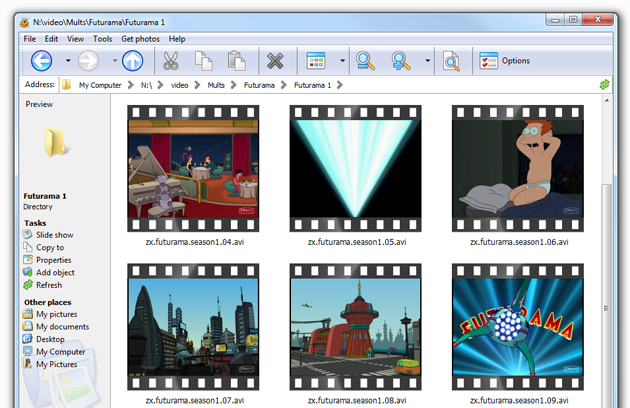 N:\video\Mults\Futurama\Futurama 1
File Edit View Tools Get photos Help
Options
Address: My Computer N:\ video Mults Futurama Futurama 1
Preview
Futurama 1
Directory
Tasks
Slide show
Copy to
Properties
Add object
Refresh
Other places
My pictures
My documents
Desktop
My Computer
My Pictures
zx.futurama.season1.04.avi
zx.futurama.season1.05.avi
zx.futurama.season1.06.avi
FUTURAMA
zx.futurama.season1.07.avi
zx.futurama.season1.08.avi
zx.futurama.season1.09.avi